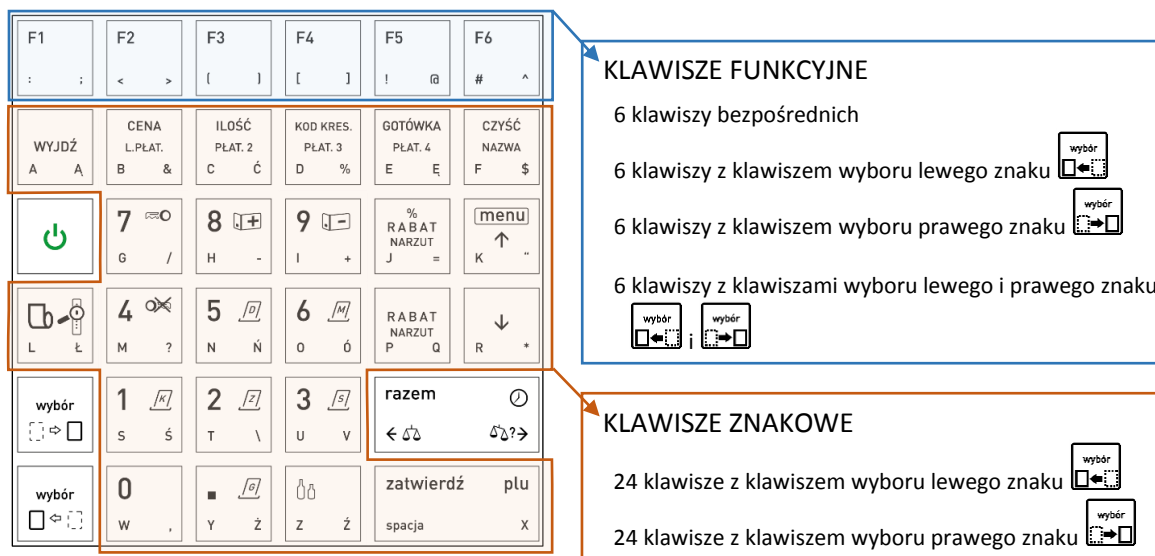 F1 F2 F3 F4 F5 F6
: ; < > ( ) [ ] ! @ # ^
WYJDŹ CENA ILOŚĆ KOD KRES. GOTÓWKA CZYŚĆ
L.PŁAT. PŁAT. 2 PŁAT. 3 PŁAT. 4 NAZWA
A Ą B & C Ć D % E Ę F $
7 8 9 % RABAT NARZUT menu ↑
G / H - I + J = K ¨
4 5 D 6 M RABAT NARZUT ↓
L Ł M ? N Ń O Ó P Q R *
wybór 1 K 2 Z 3 S razem
S Ś T \ U V ← ?→
wybór 0 . G zatwierdź plu
W , Y Ż Z Ź spacja X
KLAWISZE FUNKCYJNE
6 klawiszy bezpośrednich
6 klawiszy z klawiszem wyboru lewego znaku wybór
6 klawiszy z klawiszem wyboru prawego znaku wybór
6 klawiszy z klawiszami wyboru lewego i prawego znaku
wybór i wybór
KLAWISZE ZNAKOWE
24 klawisze z klawiszem wyboru lewego znaku wybór
24 klawisze z klawiszem wyboru prawego znaku wybór